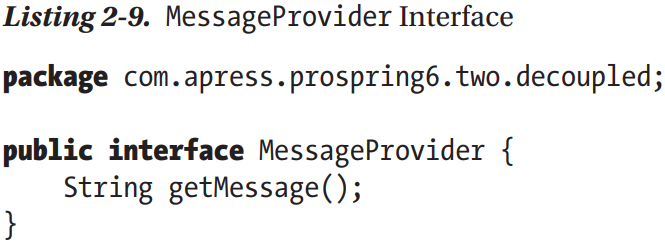 Listing 2-9. MessageProvider Interface
package com.apress.prospring6.two.decoupled;
public interface MessageProvider {
    String getMessage();
}